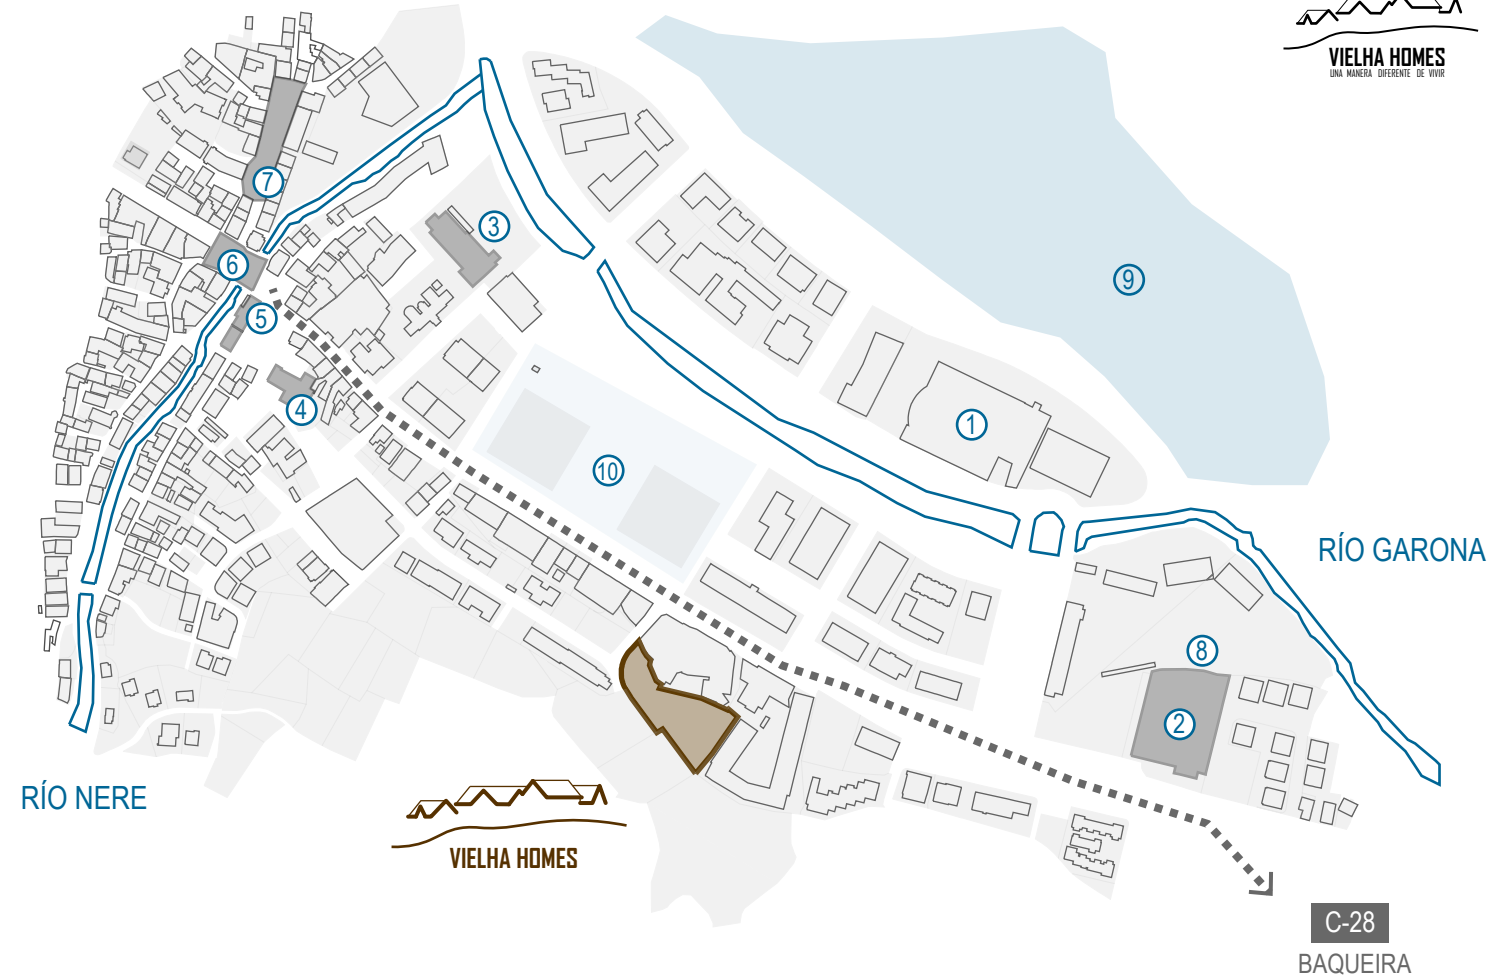 VIELHA HOMES
UNA MANERA DIFERENTE DE VIVIR
7
3
6
9
5
4
1
10
RÍO GARONA
8
2
RÍO NERE
VIELHA HOMES
C-28
BAQUEIRA